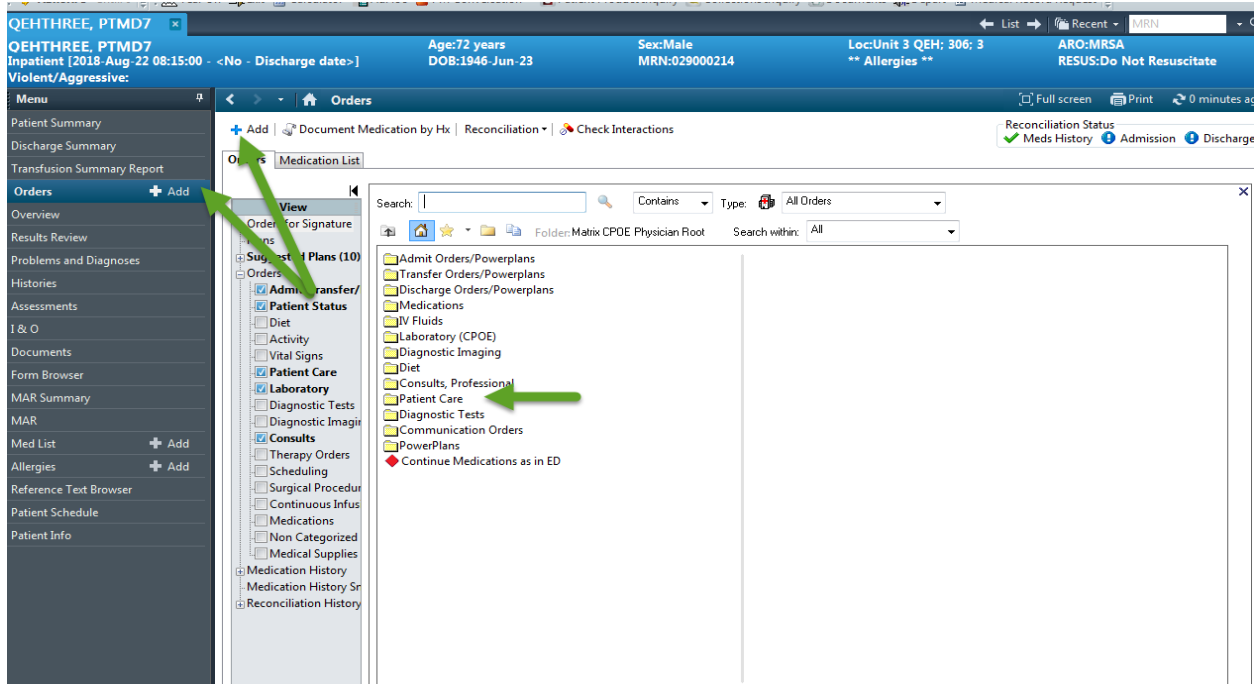 QEHTHREE, PTMD7
List
Recent
MRN
QEHTHREE, PTMD7
Age:72 years
Sex:Male
Loc:Unit 3 QEH; 306; 3
ARO:MRSA
Inpatient [2018-Aug-22 08:15:00 - <No - Discharge date>]
DOB:1946-Jun-23
MRN:029000214
** Allergies **
RESUS:Do Not Resuscitate
Violent/Aggressive:
Menu
Orders
Full screen
Print
0 minutes ag
Patient Summary
Discharge Summary
Transfusion Summary Report
Orders
Add
Overview
Results Review
Problems and Diagnoses
Histories
Assessments
I & O
Documents
Form Browser
MAR Summary
MAR
Med List
Add
Allergies
Add
Reference Text Browser
Patient Schedule
Patient Info
Add
Document Medication by Hx
Reconciliation
Check Interactions
Reconciliation Status
Meds History
Admission
Discharge
Medication List
View
for Signature
Plans (10)
Orders
Patient Status
Diet
Activity
Vital Signs
Patient Care
Laboratory
Diagnostic Tests
Diagnostic Imagin
Consults
Therapy Orders
Scheduling
Surgical Procedur
Continuous Infus
Medications
Non Categorized
Medical Supplies
Medication History
Medication History Sn
Reconciliation History
Search:
Contains
Type:
All Orders
Folder: Matrix CPOE Physician Root
Search within:
All
Admit Orders/Powerplans
Transfer Orders/Powerplans
Discharge Orders/Powerplans
Medications
IV Fluids
Laboratory (CPOE)
Diagnostic Imaging
Diet
Consults, Professional
Patient Care
Diagnostic Tests
Communication Orders
PowerPlans
Continue Medications as in ED